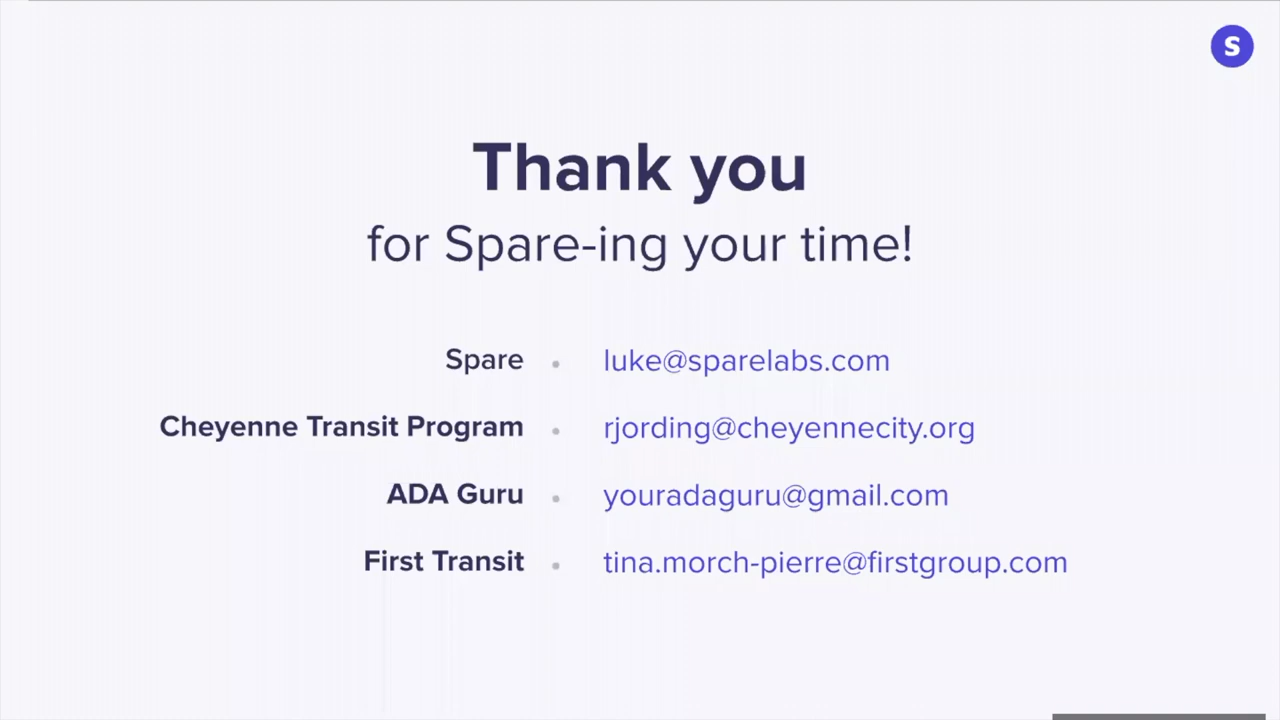 S
Thank you
for Spare-ing your time!
Spare • luke@sparelabs.com
Cheyenne Transit Program • rjording@cheyennecity.org
ADA Guru • youradaguru@gmail.com
First Transit • tina.morch-pierre@firstgroup.com